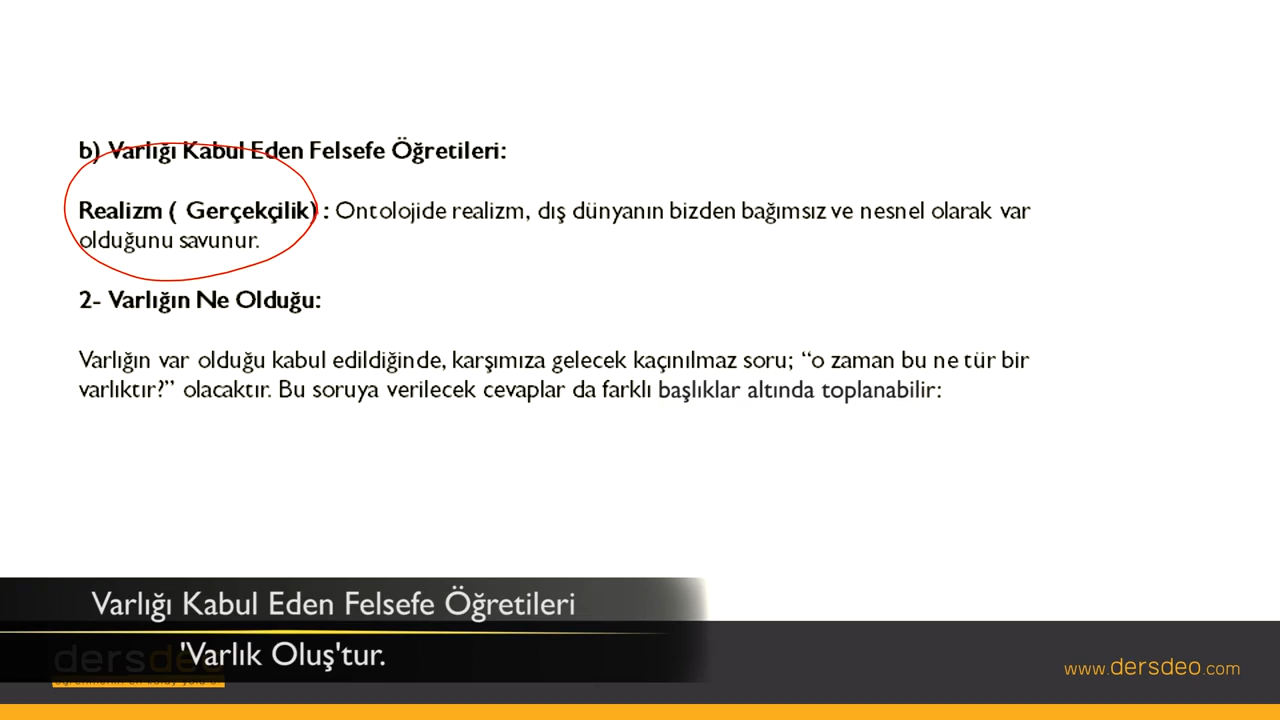 b) Varlığı Kabul Eden Felsefe Öğretileri:
Realizm ( Gerçekçilik) : Ontolojide realizm, dış dünyanın bizden bağımsız ve nesnel olarak var
olduğunu savunur.
2- Varlığın Ne Olduğu:
Varlığın var olduğu kabul edildiğinde, karşımıza gelecek kaçınılmaz soru; “o zaman bu ne tür bir
varlıktır?” olacaktır. Bu soruya verilecek cevaplar da farklı başlıklar altında toplanabilir:
Varlığı Kabul Eden Felsefe Öğretileri
'Varlık Oluş'tur.
dersdeo
www.dersdeo.com